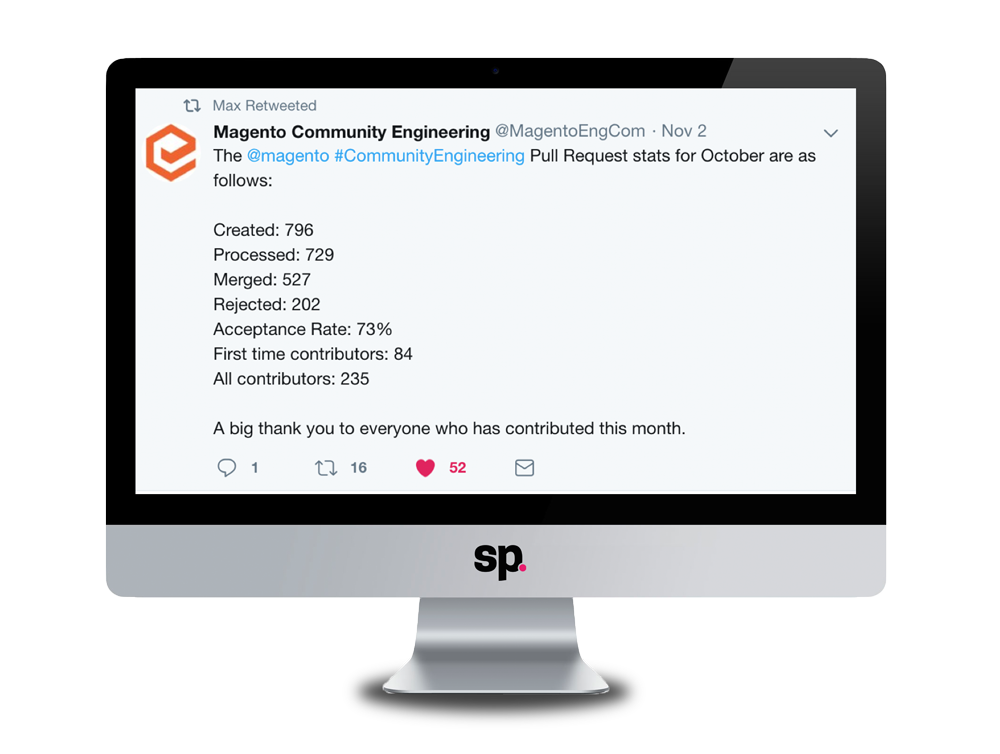 Max Retweeted
Magento Community Engineering @MagentoEngCom · Nov 2
The @magento #CommunityEngineering Pull Request stats for October are as
follows:
Created: 796
Processed: 729
Merged: 527
Rejected: 202
Acceptance Rate: 73%
First time contributors: 84
All contributors: 235
A big thank you to everyone who has contributed this month.
1 16 52
sp.